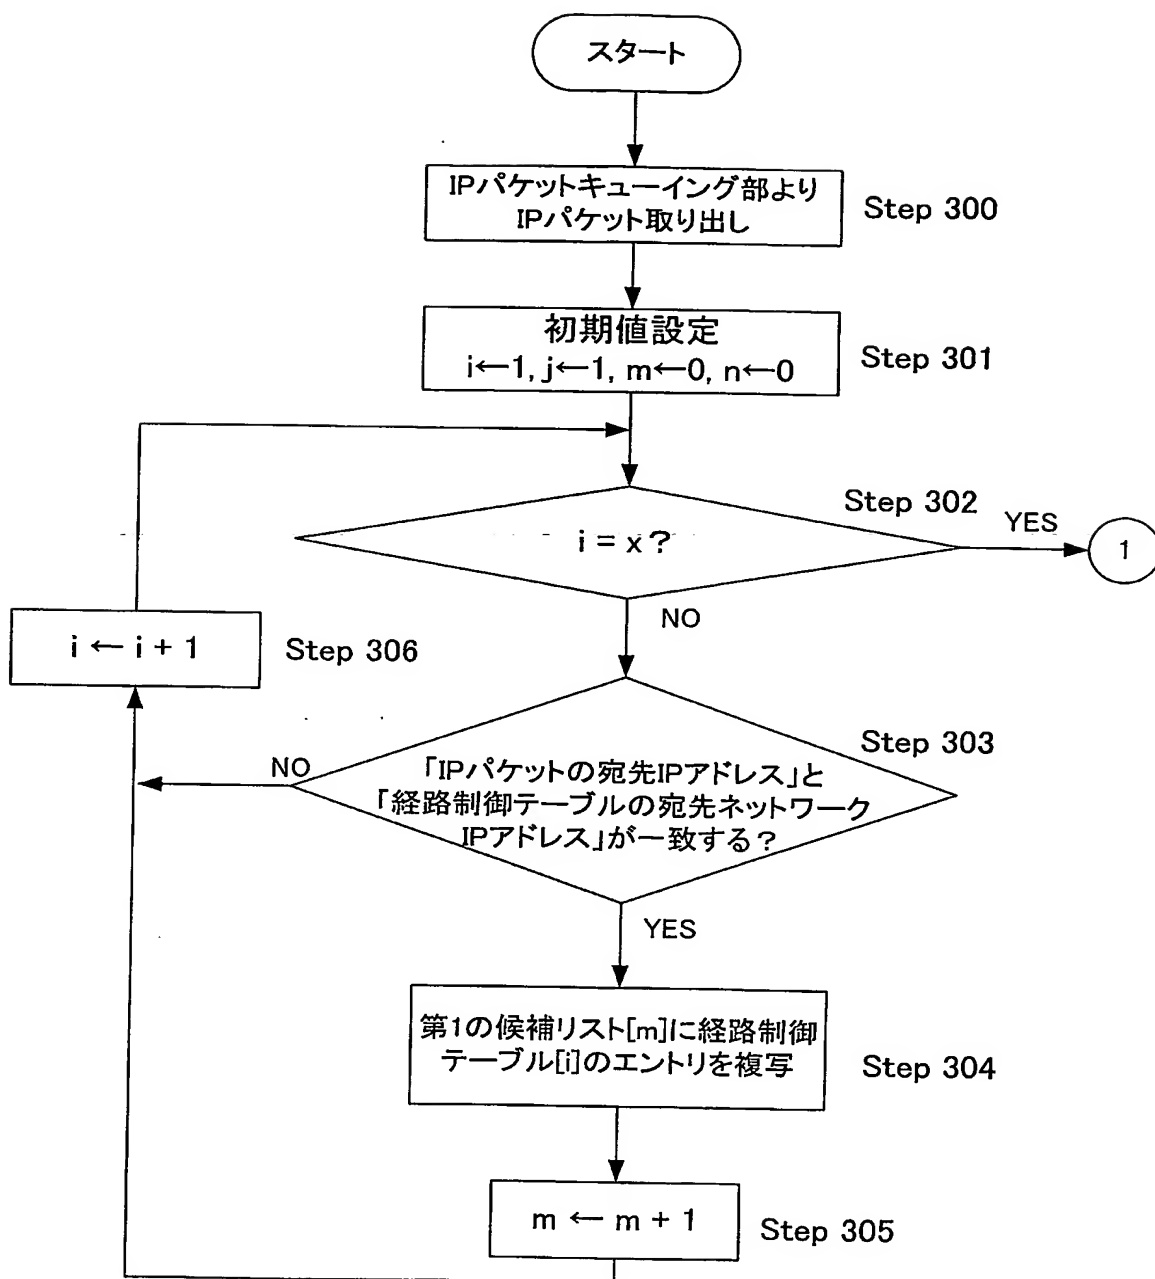 スタート
IPパケットキューイング部より
IPパケット取り出し
Step 300
初期値設定
i←1, j←1, m←0, n←0
Step 301
Step 302
i = x ?
YES
1
NO
i ← i + 1
Step 306
Step 303
NO
「IPパケットの宛先IPアドレス」と
「経路制御テーブルの宛先ネットワーク
IPアドレス」が一致する?
YES
第1の候補リスト[m]に経路制御
テーブル[i]のエントリを複写
Step 304
m ← m + 1
Step 305